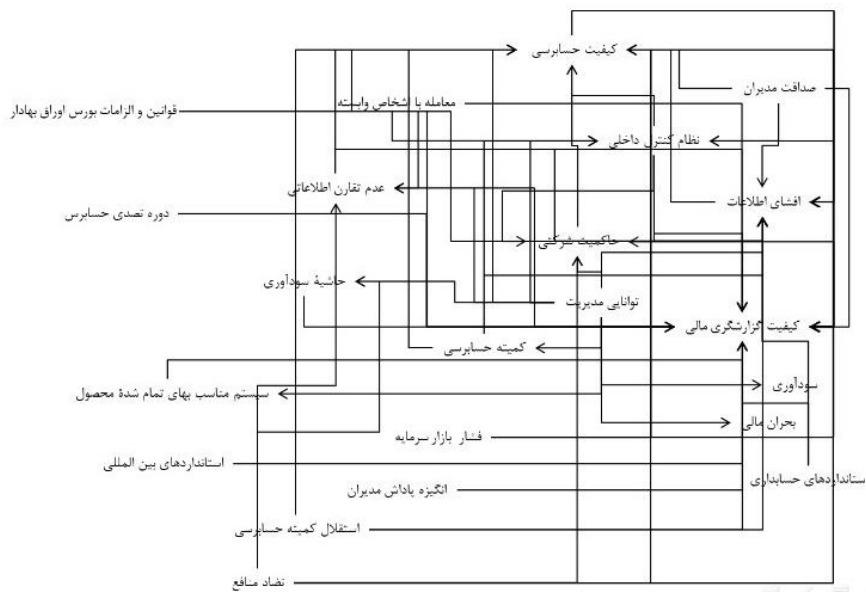 کیفیت حسابرسی
صداقت مدیران
معامله با اشخاص وابسته
قوانین و الزامات بورس اوراق بهادار
نظام کنترل داخلی
عدم تقارن اطلاعاتی
افشای اطلاعات
دوره تصدی حسابرس
حاکمیت شرکتی
حاشیۀ سودآوری
توانایی مدیریت
کیفیت گزارشگری مالی
کمیته حسابرسی
سودآوری
سیستم مناسب بهای تمام شدۀ محصول
بحران مالی
فشار بازار سرمایه
استانداردهای بین المللی
ستانداردهای حسابداری
انگیزه پاداش مدیران
استقلال کمیته حسابرسی
تضاد منافع